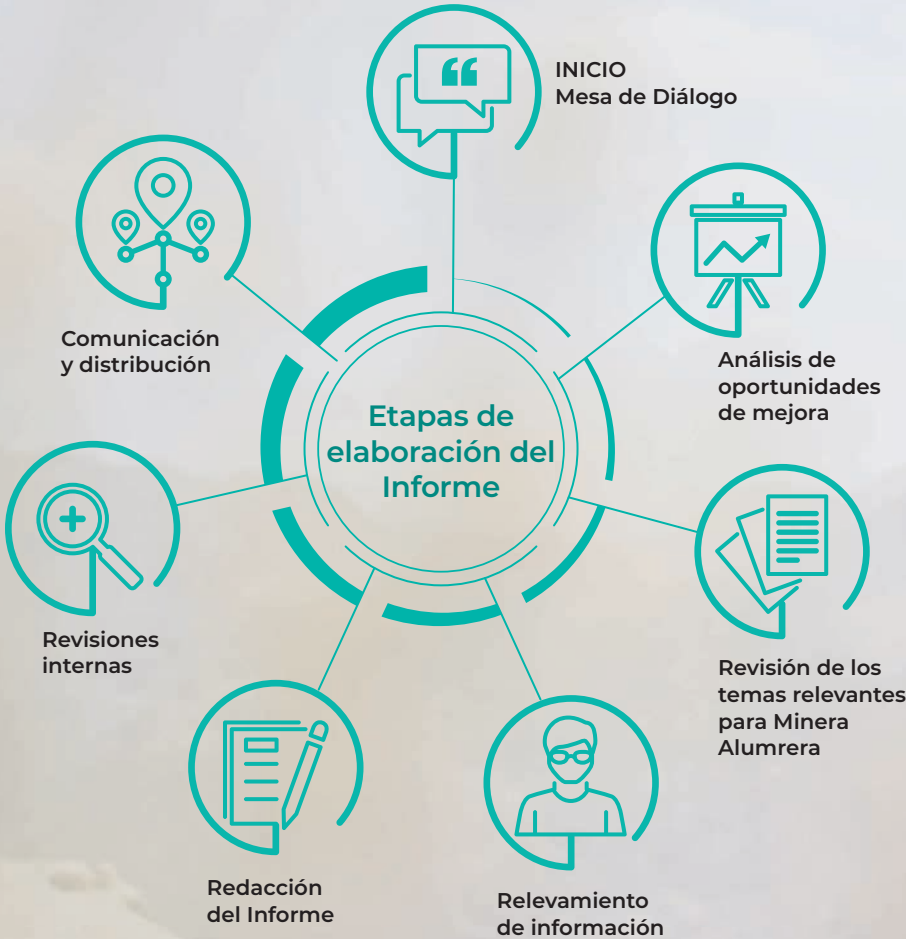 INICIO
Mesa de Diálogo
Análisis de
oportunidades
de mejora
Revisión de los
temas relevantes
para Minera
Alumrera
Relevamiento
de información
Redacción
del Informe
Revisiones
internas
Comunicación
y distribución
Etapas de
elaboración del
Informe